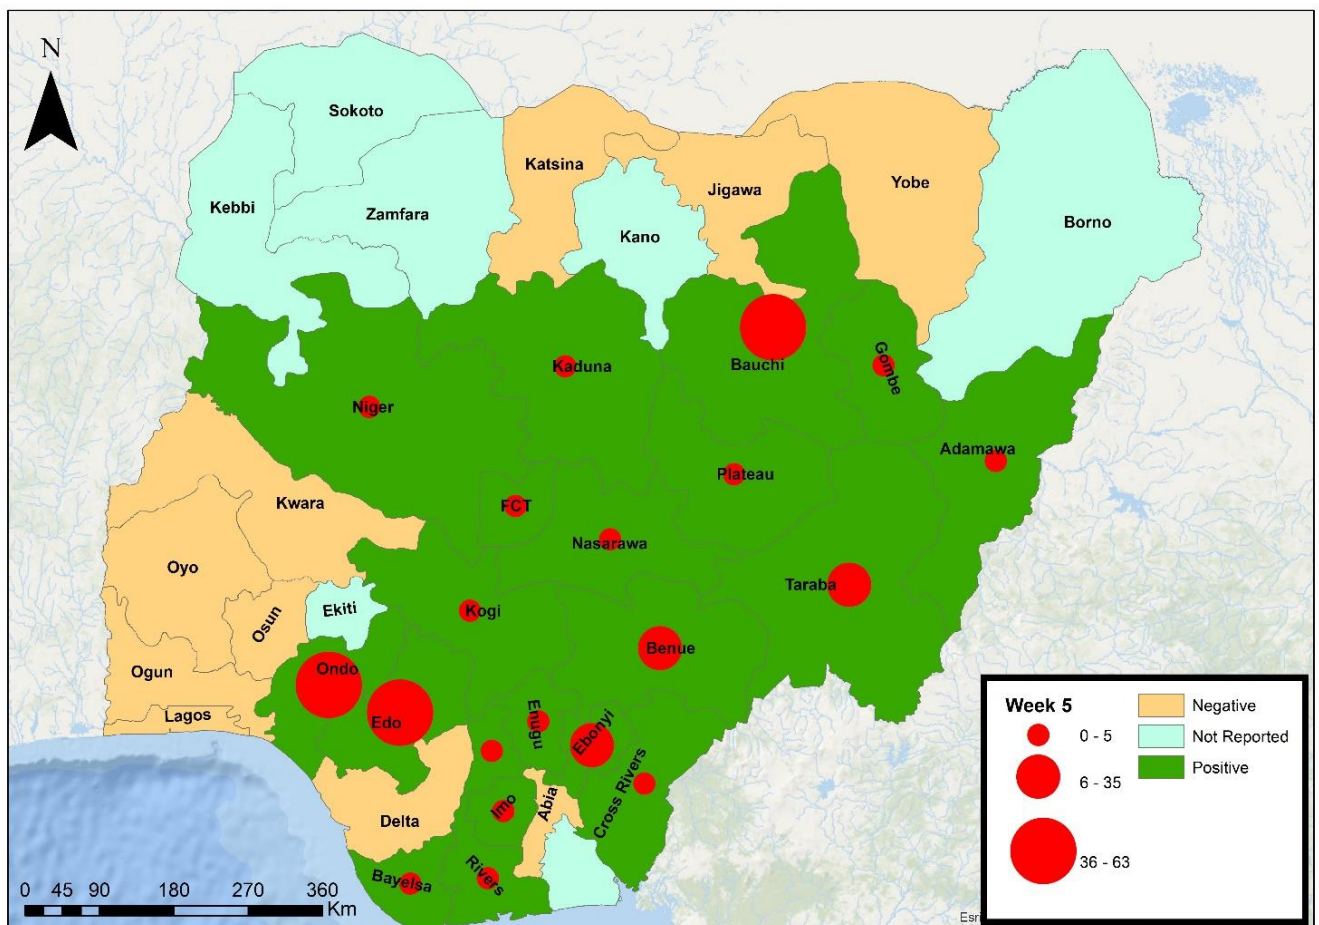 N
Sokoto
Katsina
Yobe
Jigawa
Kebbi
Zamfara
Kano
Borno
Kaduna
Bauchi
Gombe
Niger
Adamawa
Plateau
Kwara
FCT
Nasarawa
Oyo
Taraba
Ekiti
Kogi
Osun
Benue
Ogun
Ondo
Lagos
Edo
Enugu
Ebonyi
Cross Rivers
Imo
Abia
Delta
Rivers
Bayelsa
Week 5
0 - 5
6 - 35
36 - 63
Negative
Not Reported
Positive
0 45 90 180 270 360
Km
Esri